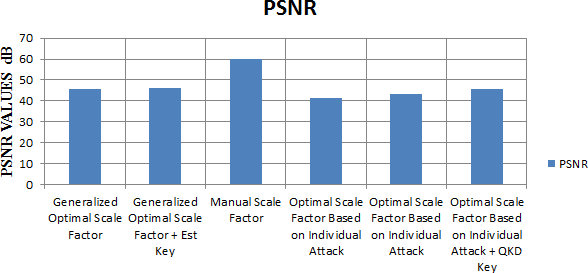 PSNR
PSNR VALUES dB
70
60
50
40
30
20
10
0
Generalized
Optimal Scale
Factor
Generalized
Optimal Scale
Factor + Est
Key
Manual Scale
Factor
Optimal Scale
Factor Based
on Individual
Attack
Optimal Scale
Factor Based on
Individual
Attack
Optimal Scale
Factor Based
on Individual
Attack + QKD
Key
PSNR